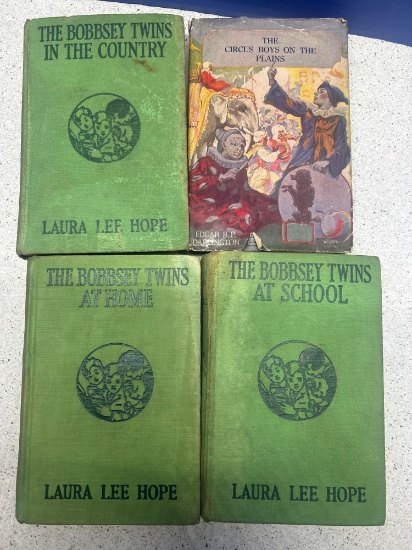 THE BOBBSEY TWINS
IN THE COUNTRY
LAURA LEE HOPE
THE
CIRCUS BOYS ON THE
PLAINS
EDGAR B.P.
DARLINGTON
THE BOBBSEY TWINS
AT HOME
LAURA LEE HOPE
THE BOBBSEY TWINS
AT SCHOOL
LAURA LEE HOPE